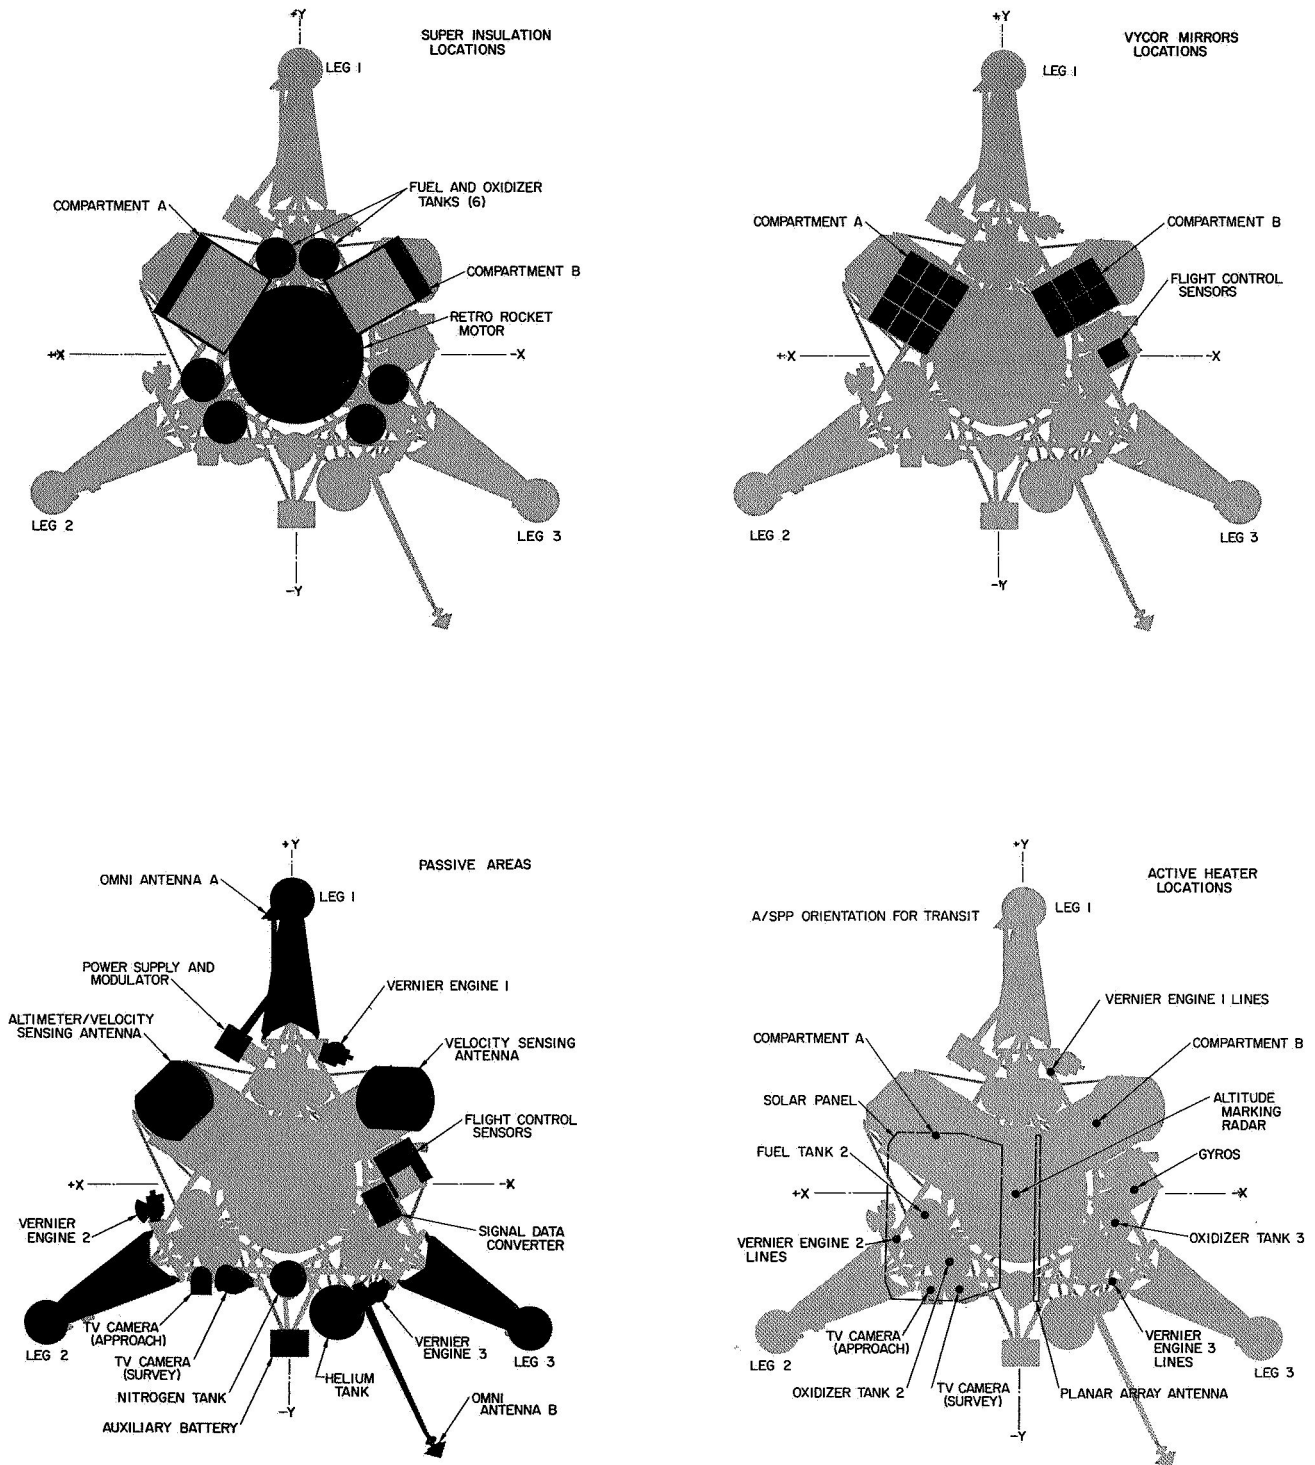 +Y
SUPER INSULATION
LOCATIONS
LEG 1
COMPARTMENT A
FUEL AND OXIDIZER
TANKS (6)
COMPARTMENT B
RETRO ROCKET
MOTOR
+X
-X
LEG 2
LEG 3
-Y
+Y
VYCOR MIRRORS
LOCATIONS
LEG 1
COMPARTMENT A
COMPARTMENT B
FLIGHT CONTROL
SENSORS
+X
-X
LEG 2
LEG 3
-Y
+Y
PASSIVE AREAS
OMNI ANTENNA A
LEG 1
POWER SUPPLY AND
MODULATOR
VERNIER ENGINE 1
ALTIMETER/VELOCITY
SENSING ANTENNA
VELOCITY SENSING
ANTENNA
FLIGHT CONTROL
SENSORS
+X
-X
VERNIER
ENGINE 2
SIGNAL DATA
CONVERTER
LEG 2
TV CAMERA
(APPROACH)
TV CAMERA
(SURVEY)
NITROGEN TANK
AUXILIARY BATTERY
-Y
HELIUM
TANK
VERNIER
ENGINE 3
LEG 3
OMNI
ANTENNA B
+Y
ACTIVE HEATER
LOCATIONS
A/SPP ORIENTATION FOR TRANSIT
LEG 1
VERNIER ENGINE 1 LINES
COMPARTMENT A
COMPARTMENT B
SOLAR PANEL
ALTITUDE
MARKING
RADAR
FUEL TANK 2
GYROS
+X
-X
VERNIER ENGINE 2
LINES
OXIDIZER TANK 3
LEG 2
TV CAMERA
(APPROACH)
OXIDIZER TANK 2
TV CAMERA
(SURVEY)
PLANAR ARRAY ANTENNA
VERNIER
ENGINE 3
LINES
LEG 3
-Y